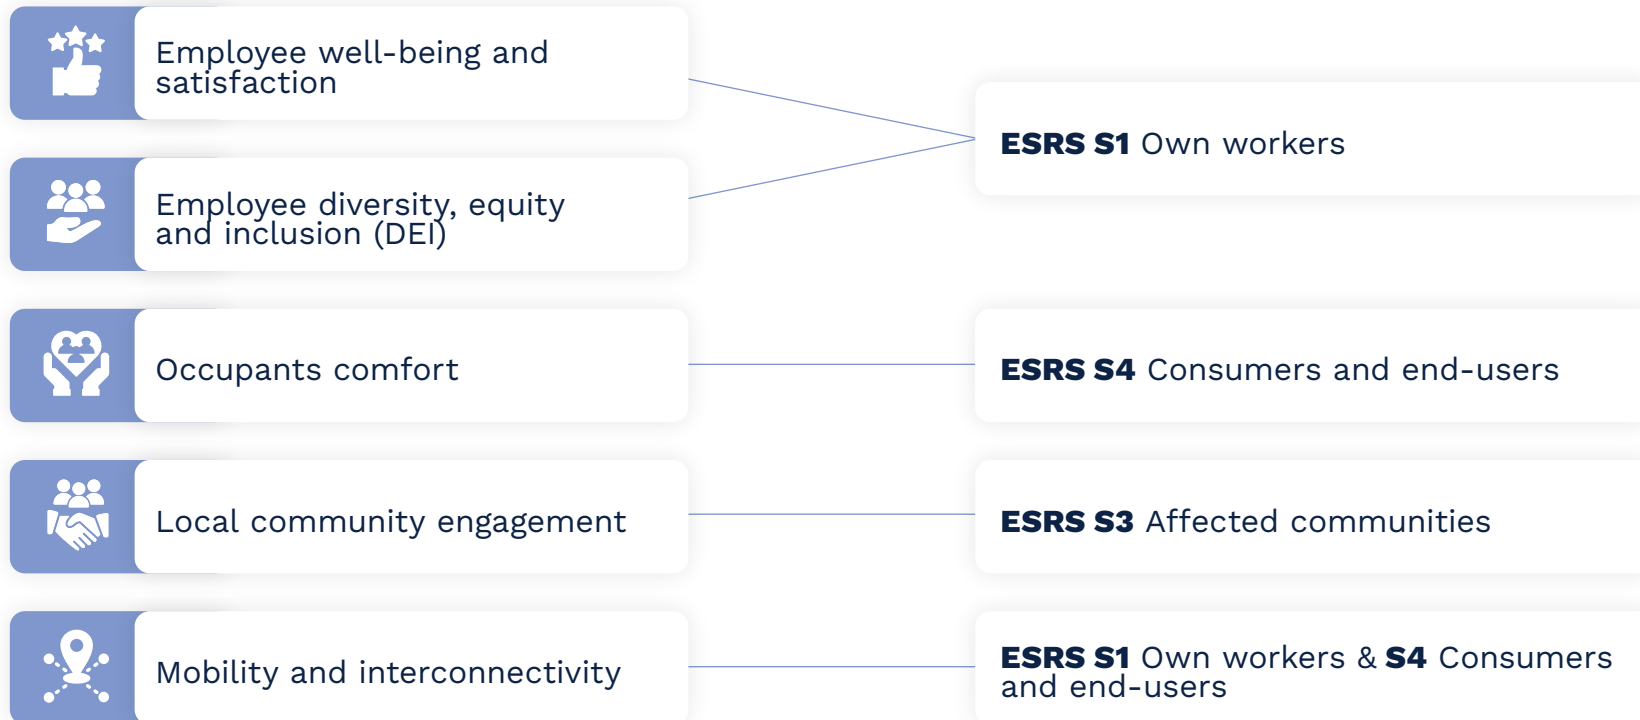 Employee well-being and
satisfaction
ESRS S1 Own workers
Employee diversity, equity
and inclusion (DEI)
Occupants comfort
ESRS S4 Consumers and end-users
Local community engagement
ESRS S3 Affected communities
Mobility and interconnectivity
ESRS S1 Own workers & S4 Consumers
and end-users